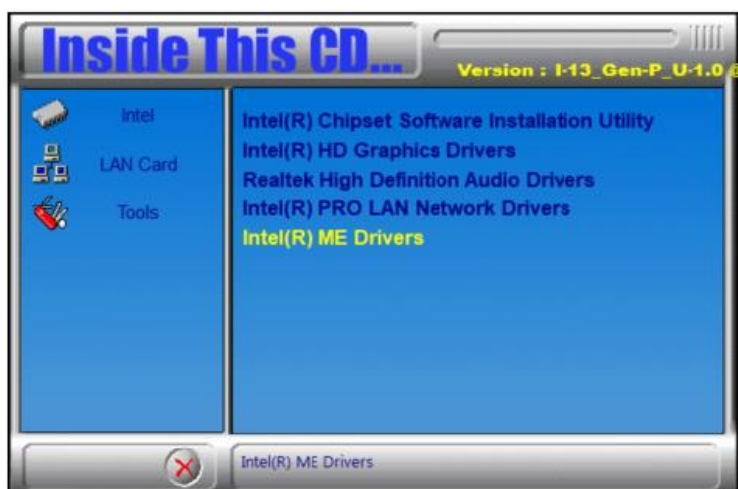 Inside This CD...
Version : I-13_Gen-P_U-1.0
Intel
LAN Card
Tools
Intel(R) Chipset Software Installation Utility
Intel(R) HD Graphics Drivers
Realtek High Definition Audio Drivers
Intel(R) PRO LAN Network Drivers
Intel(R) ME Drivers
Intel(R) ME Drivers